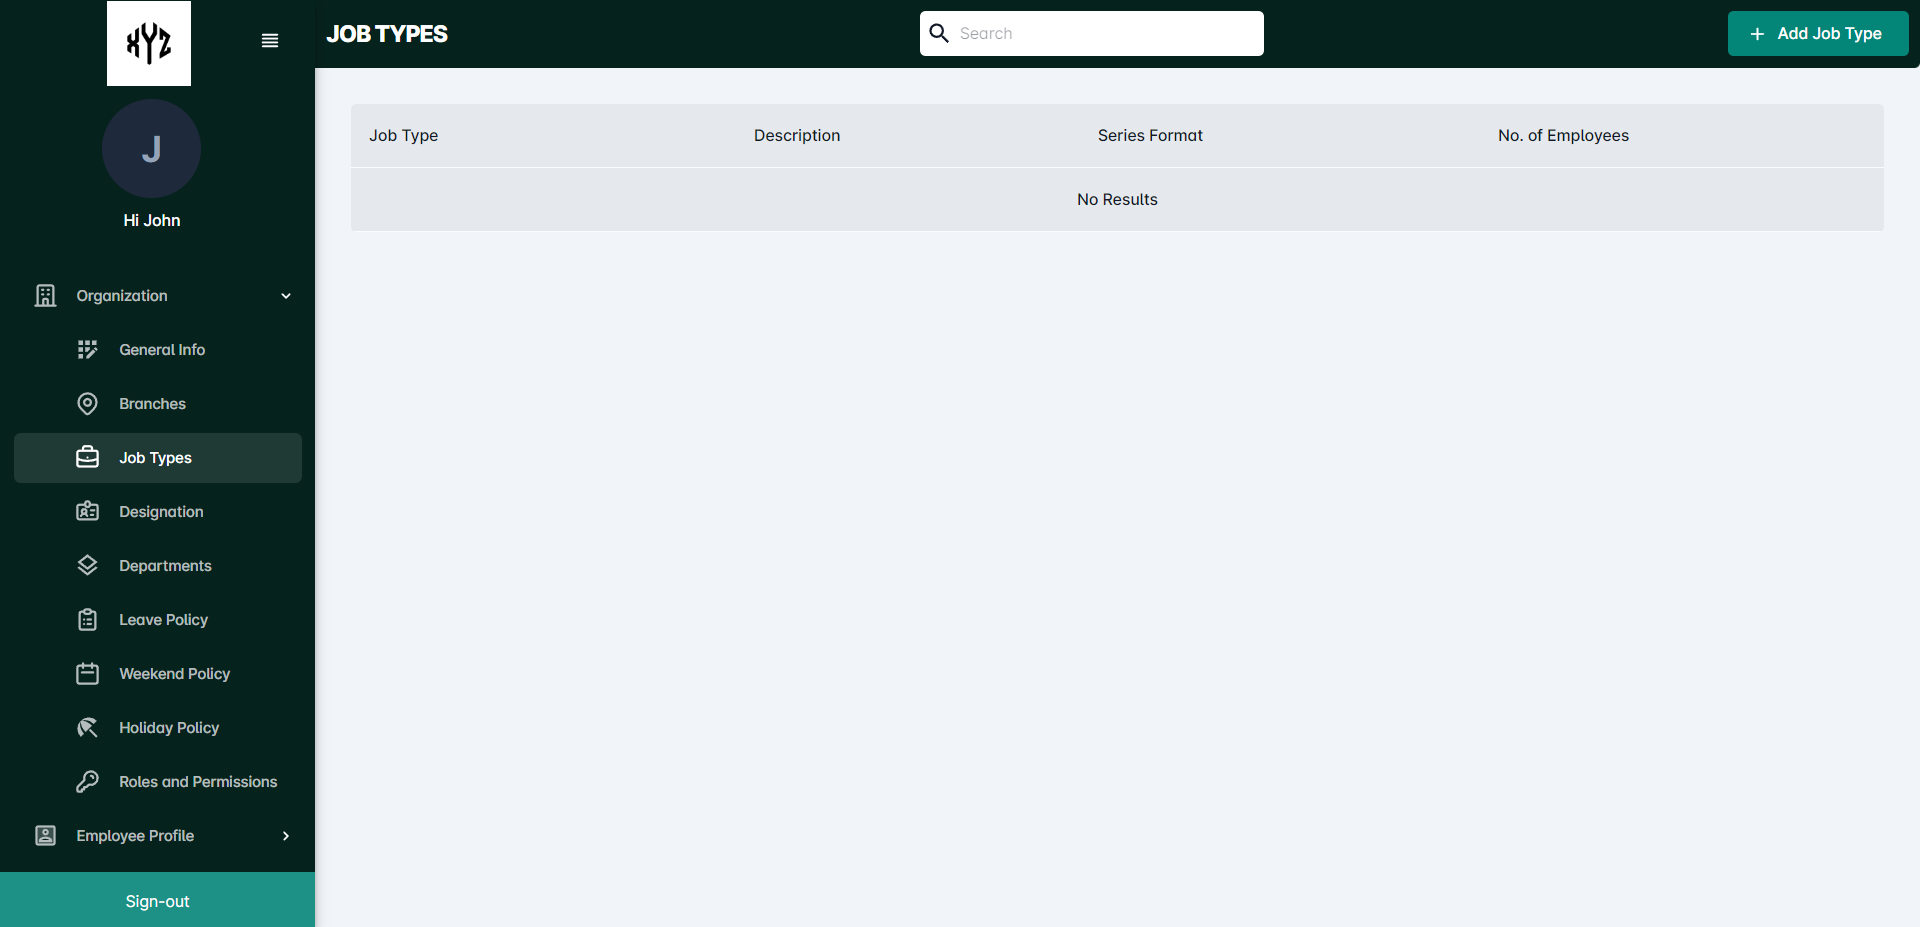 XYZ
JOB TYPES
Search
+ Add Job Type
J
Hi John
Organization
General Info
Branches
Job Types
Designation
Departments
Leave Policy
Weekend Policy
Holiday Policy
Roles and Permissions
Employee Profile
Sign-out
Job Type Description Series Format No. of Employees
No Results